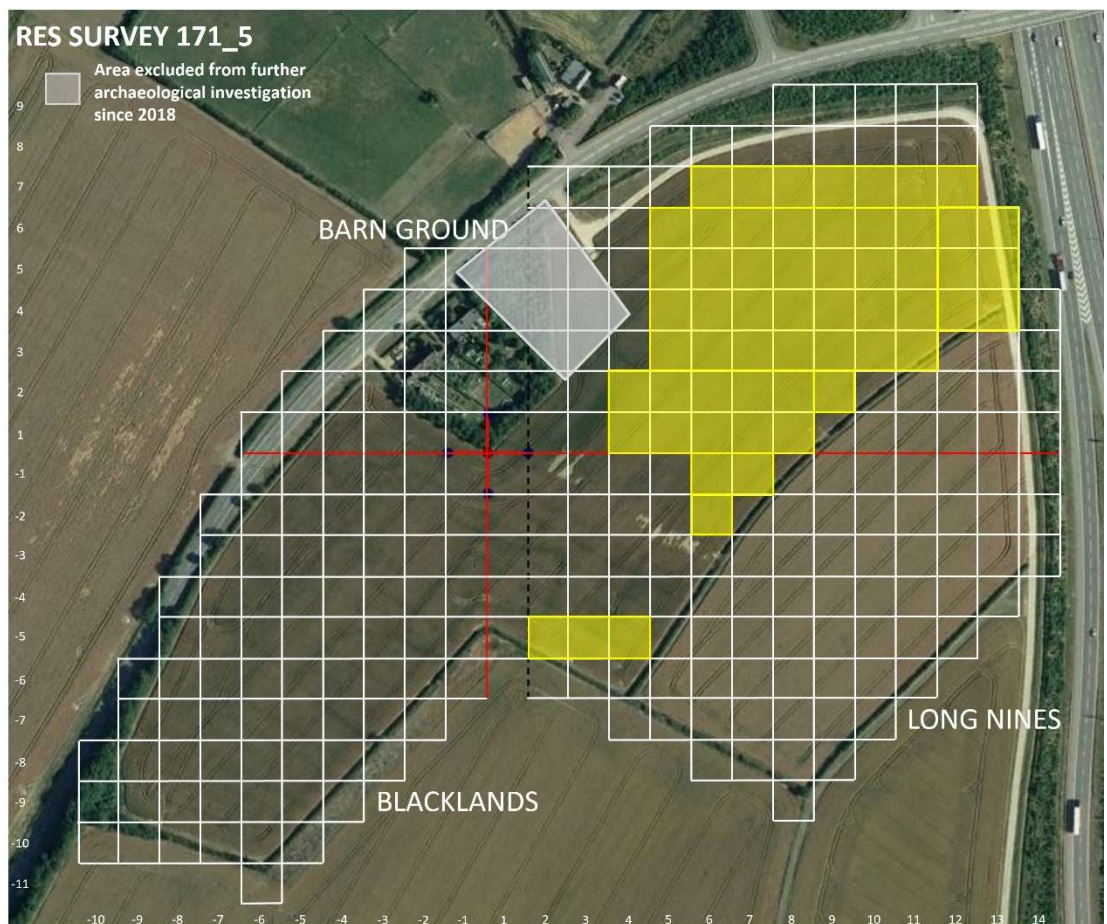 RES SURVEY 171_5
Area excluded from further
archaeological investigation
since 2018
9
8
7
6
5
4
3
2
1
-1
-2
-3
-4
-5
-6
-7
-8
-9
-10
-11
BARN GROUND
LONG NINES
BLACKLANDS
-10 -9 -8 -7 -6 -5 -4 -3 -2 -1 1 2 3 4 5 6 7 8 9 10 11 12 13 14